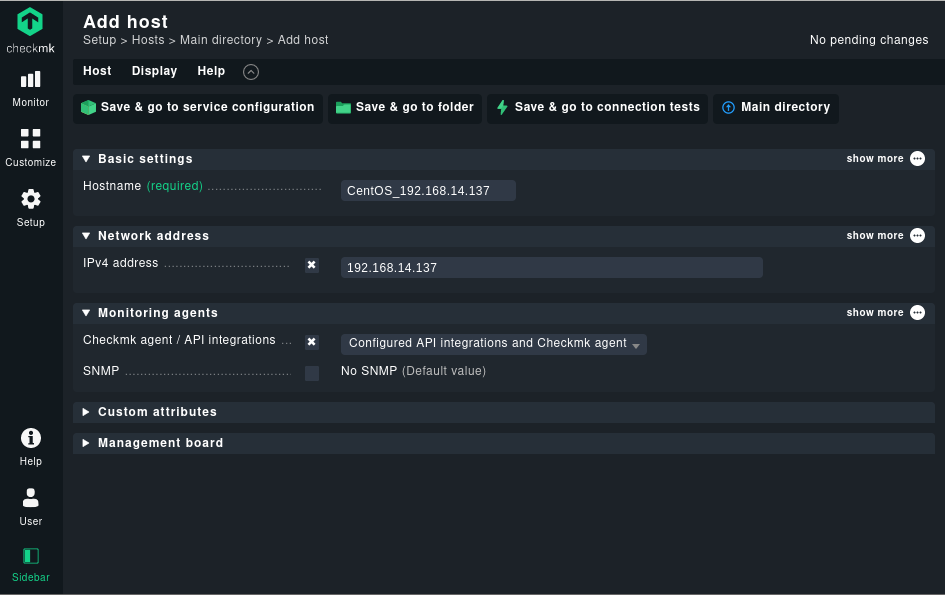 Add host
Setup > Hosts > Main directory > Add host
No pending changes
checkmk
Monitor
Customize
Setup
Help
User
Sidebar
Host Display Help
Save & go to service configuration
Save & go to folder
Save & go to connection tests
Main directory
Basic settings
show more
Hostname (required)
CentOS_192.168.14.137
Network address
show more
IPv4 address
192.168.14.137
Monitoring agents
show more
Checkmk agent / API integrations
Configured API integrations and Checkmk agent
SNMP
No SNMP (Default value)
Custom attributes
Management board